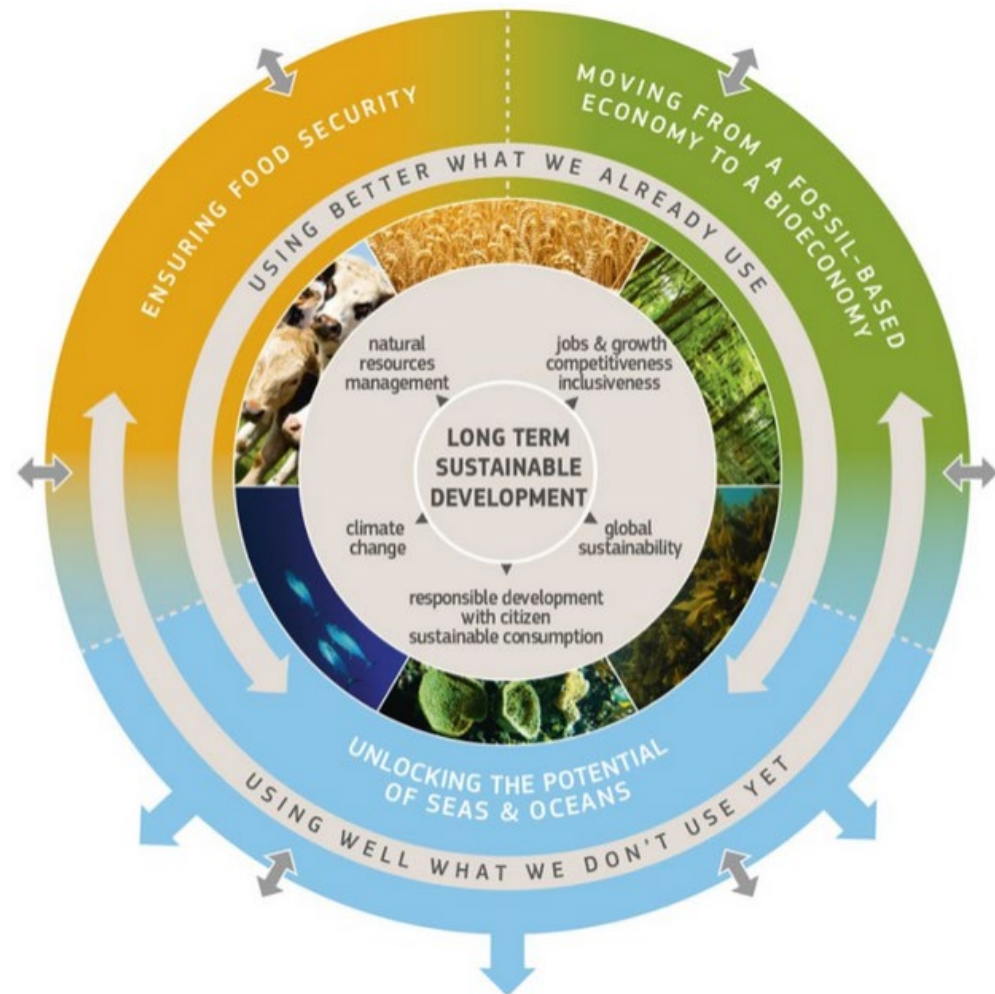 ENSURING FOOD SECURITY
MOVING FROM A FOSSIL-BASED
ECONOMY TO A BIOECONOMY
USING BETTER WHAT WE ALREADY USE
natural
resources
management
jobs & growth
competitiveness
inclusiveness
LONG TERM
SUSTAINABLE
DEVELOPMENT
climate
change
global
sustainability
responsible development
with citizen
sustainable consumption
UNLOCKING THE POTENTIAL
OF SEAS & OCEANS
USING WELL WHAT WE DON'T USE YET